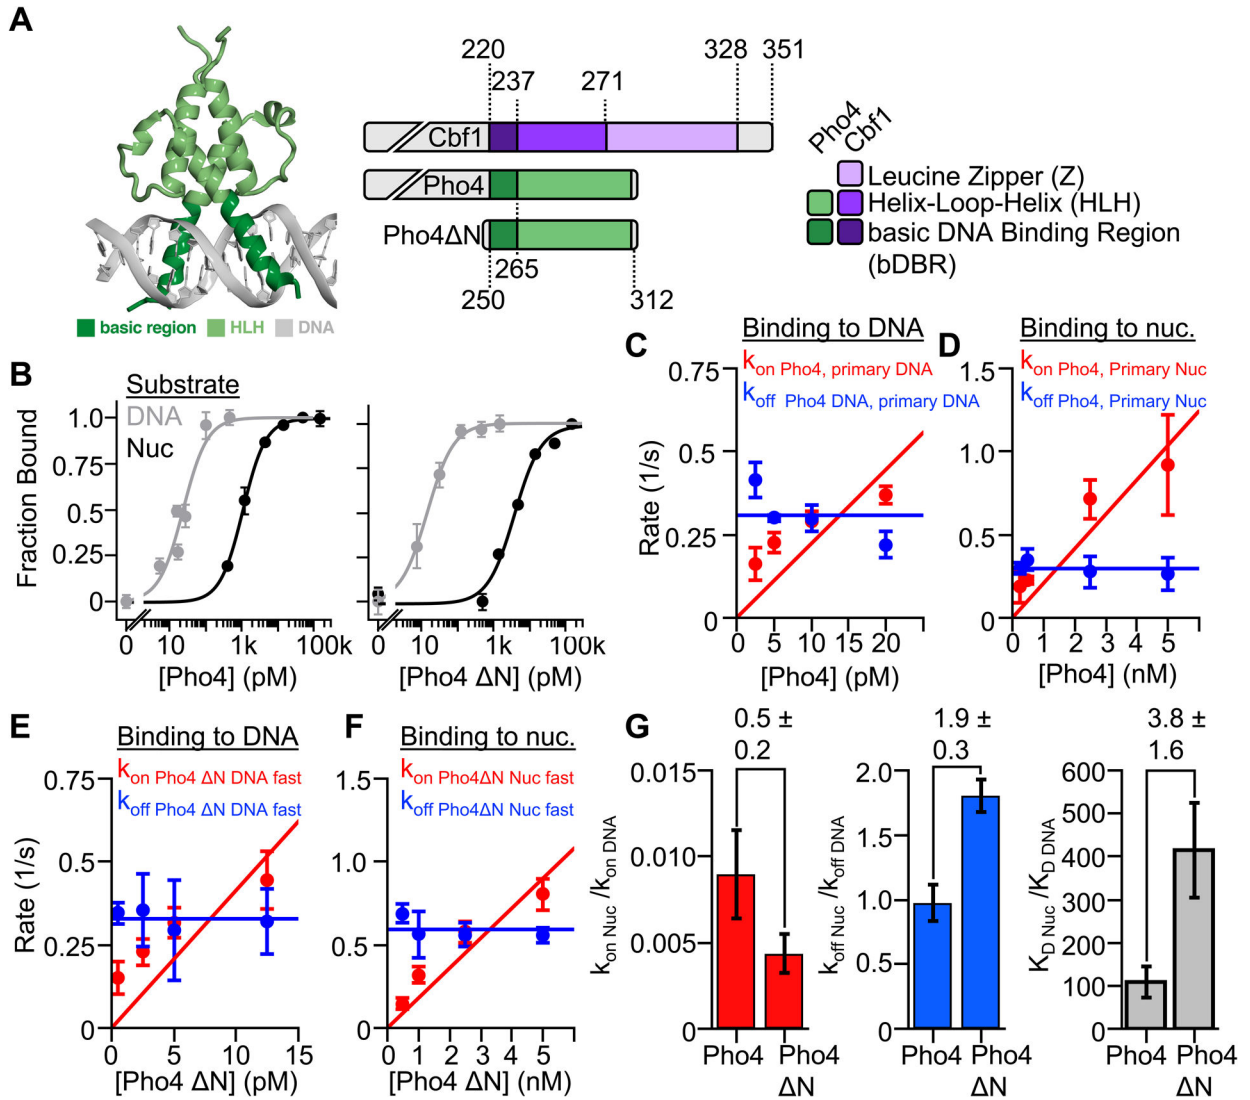 A
220
237
271
328
351
Cbf1
Pho4
Pho4ΔN
265
250
312
Pho4
Cbf1
Leucine Zipper (Z)
Helix-Loop-Helix (HLH)
basic DNA Binding Region
(bDBR)
basic region HLH DNA
B
Substrate
DNA
Nuc
Fraction Bound
1.0
0.75
0.5
0.25
0
0 10 1k 100k
[Pho4] (pM)
0 10 1k 100k
[Pho4 ΔN] (pM)
C
Binding to DNA
kon Pho4, primary DNA
koff Pho4 DNA, primary DNA
Rate (1/s)
0.75
0.5
0.25
0
0 5 10 20
[Pho4] (pM)
D
Binding to nuc.
kon Pho4, Primary Nuc
koff Pho4, Primary Nuc
1.5
1.0
0.5
0
0 1 2 3 4 5
[Pho4] (nM)
E
Binding to DNA
kon Pho4 ΔN DNA fast
koff Pho4 ΔN DNA fast
Rate (1/s)
0.75
0.5
0.25
0
0 5 10 15
[Pho4 ΔN] (pM)
F
Binding to nuc.
kon Pho4ΔN Nuc fast
koff Pho4ΔN Nuc fast
1.5
1.0
0.5
0
0 1 2 3 4 5
[Pho4 ΔN] (nM)
G
0.5 ±
0.2
kon Nuc /kon DNA
0.015
0.010
0.005
0
Pho4 Pho4
ΔN
1.9 ±
0.3
koff Nuc /koff DNA
2.0
1.5
1.0
0.5
0
Pho4 Pho4
ΔN
3.8 ±
1.6
KD Nuc /KD DNA
600
500
400
300
200
100
0
Pho4 Pho4
ΔN